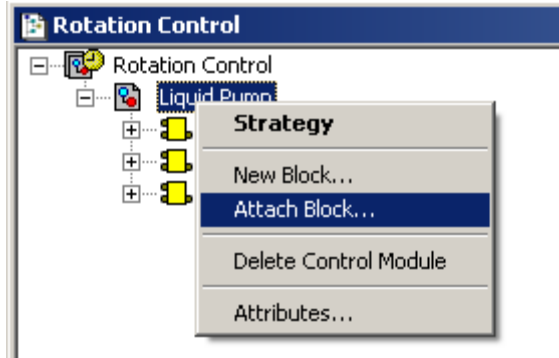 Rotation Control
Rotation Control
Liquid Pump
Strategy
New Block...
Attach Block...
Delete Control Module
Attributes...